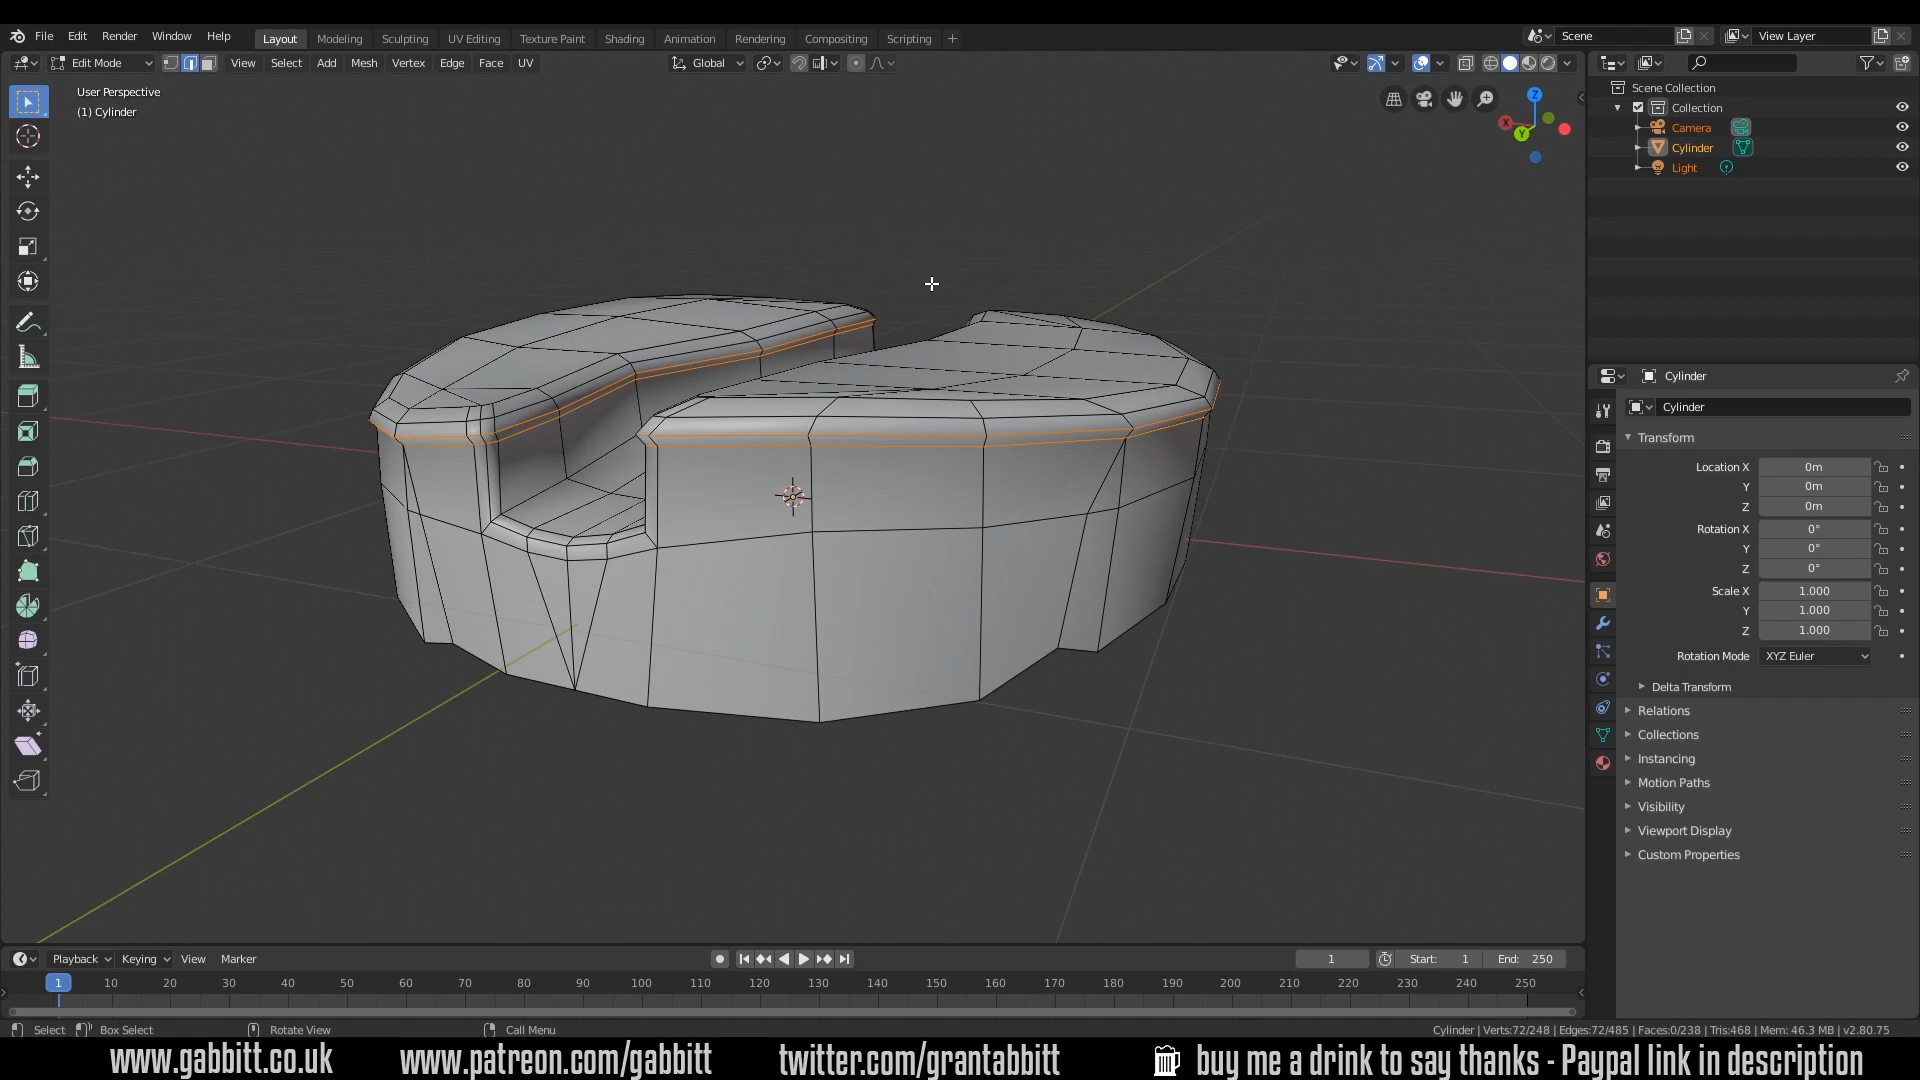 File Edit Render Window Help Layout Modeling Sculpting UV Editing Texture Paint Shading Animation Rendering Compositing Scripting + Scene View Layer
Edit Mode View Select Add Mesh Vertex Edge Face UV Global
User Perspective
(1) Cylinder
Z
X
Y
Scene Collection
Collection
Camera
Cylinder
Light
Cylinder
Cylinder
Transform
Location X 0m
Y 0m
Z 0m
Rotation X 0°
Y 0°
Z 0°
Scale X 1.000
Y 1.000
Z 1.000
Rotation Mode XYZ Euler
Delta Transform
Relations
Collections
Instancing
Motion Paths
Visibility
Viewport Display
Custom Properties
Playback Keying View Marker 1 Start: 1 End: 250
1 10 20 30 40 50 60 70 80 90 100 110 120 130 140 150 160 170 180 190 200 210 220 230 240 250
Select Box Select Rotate View Call Menu Cylinder | Verts:72/248 | Edges:72/485 | Faces:0/238 | Tris:468 | Mem: 46.3 MB | v2.80.75
www.gabbitt.co.uk www.patreon.com/gabbitt twitter.com/grantabbitt buy me a drink to say thanks - Paypal link in description